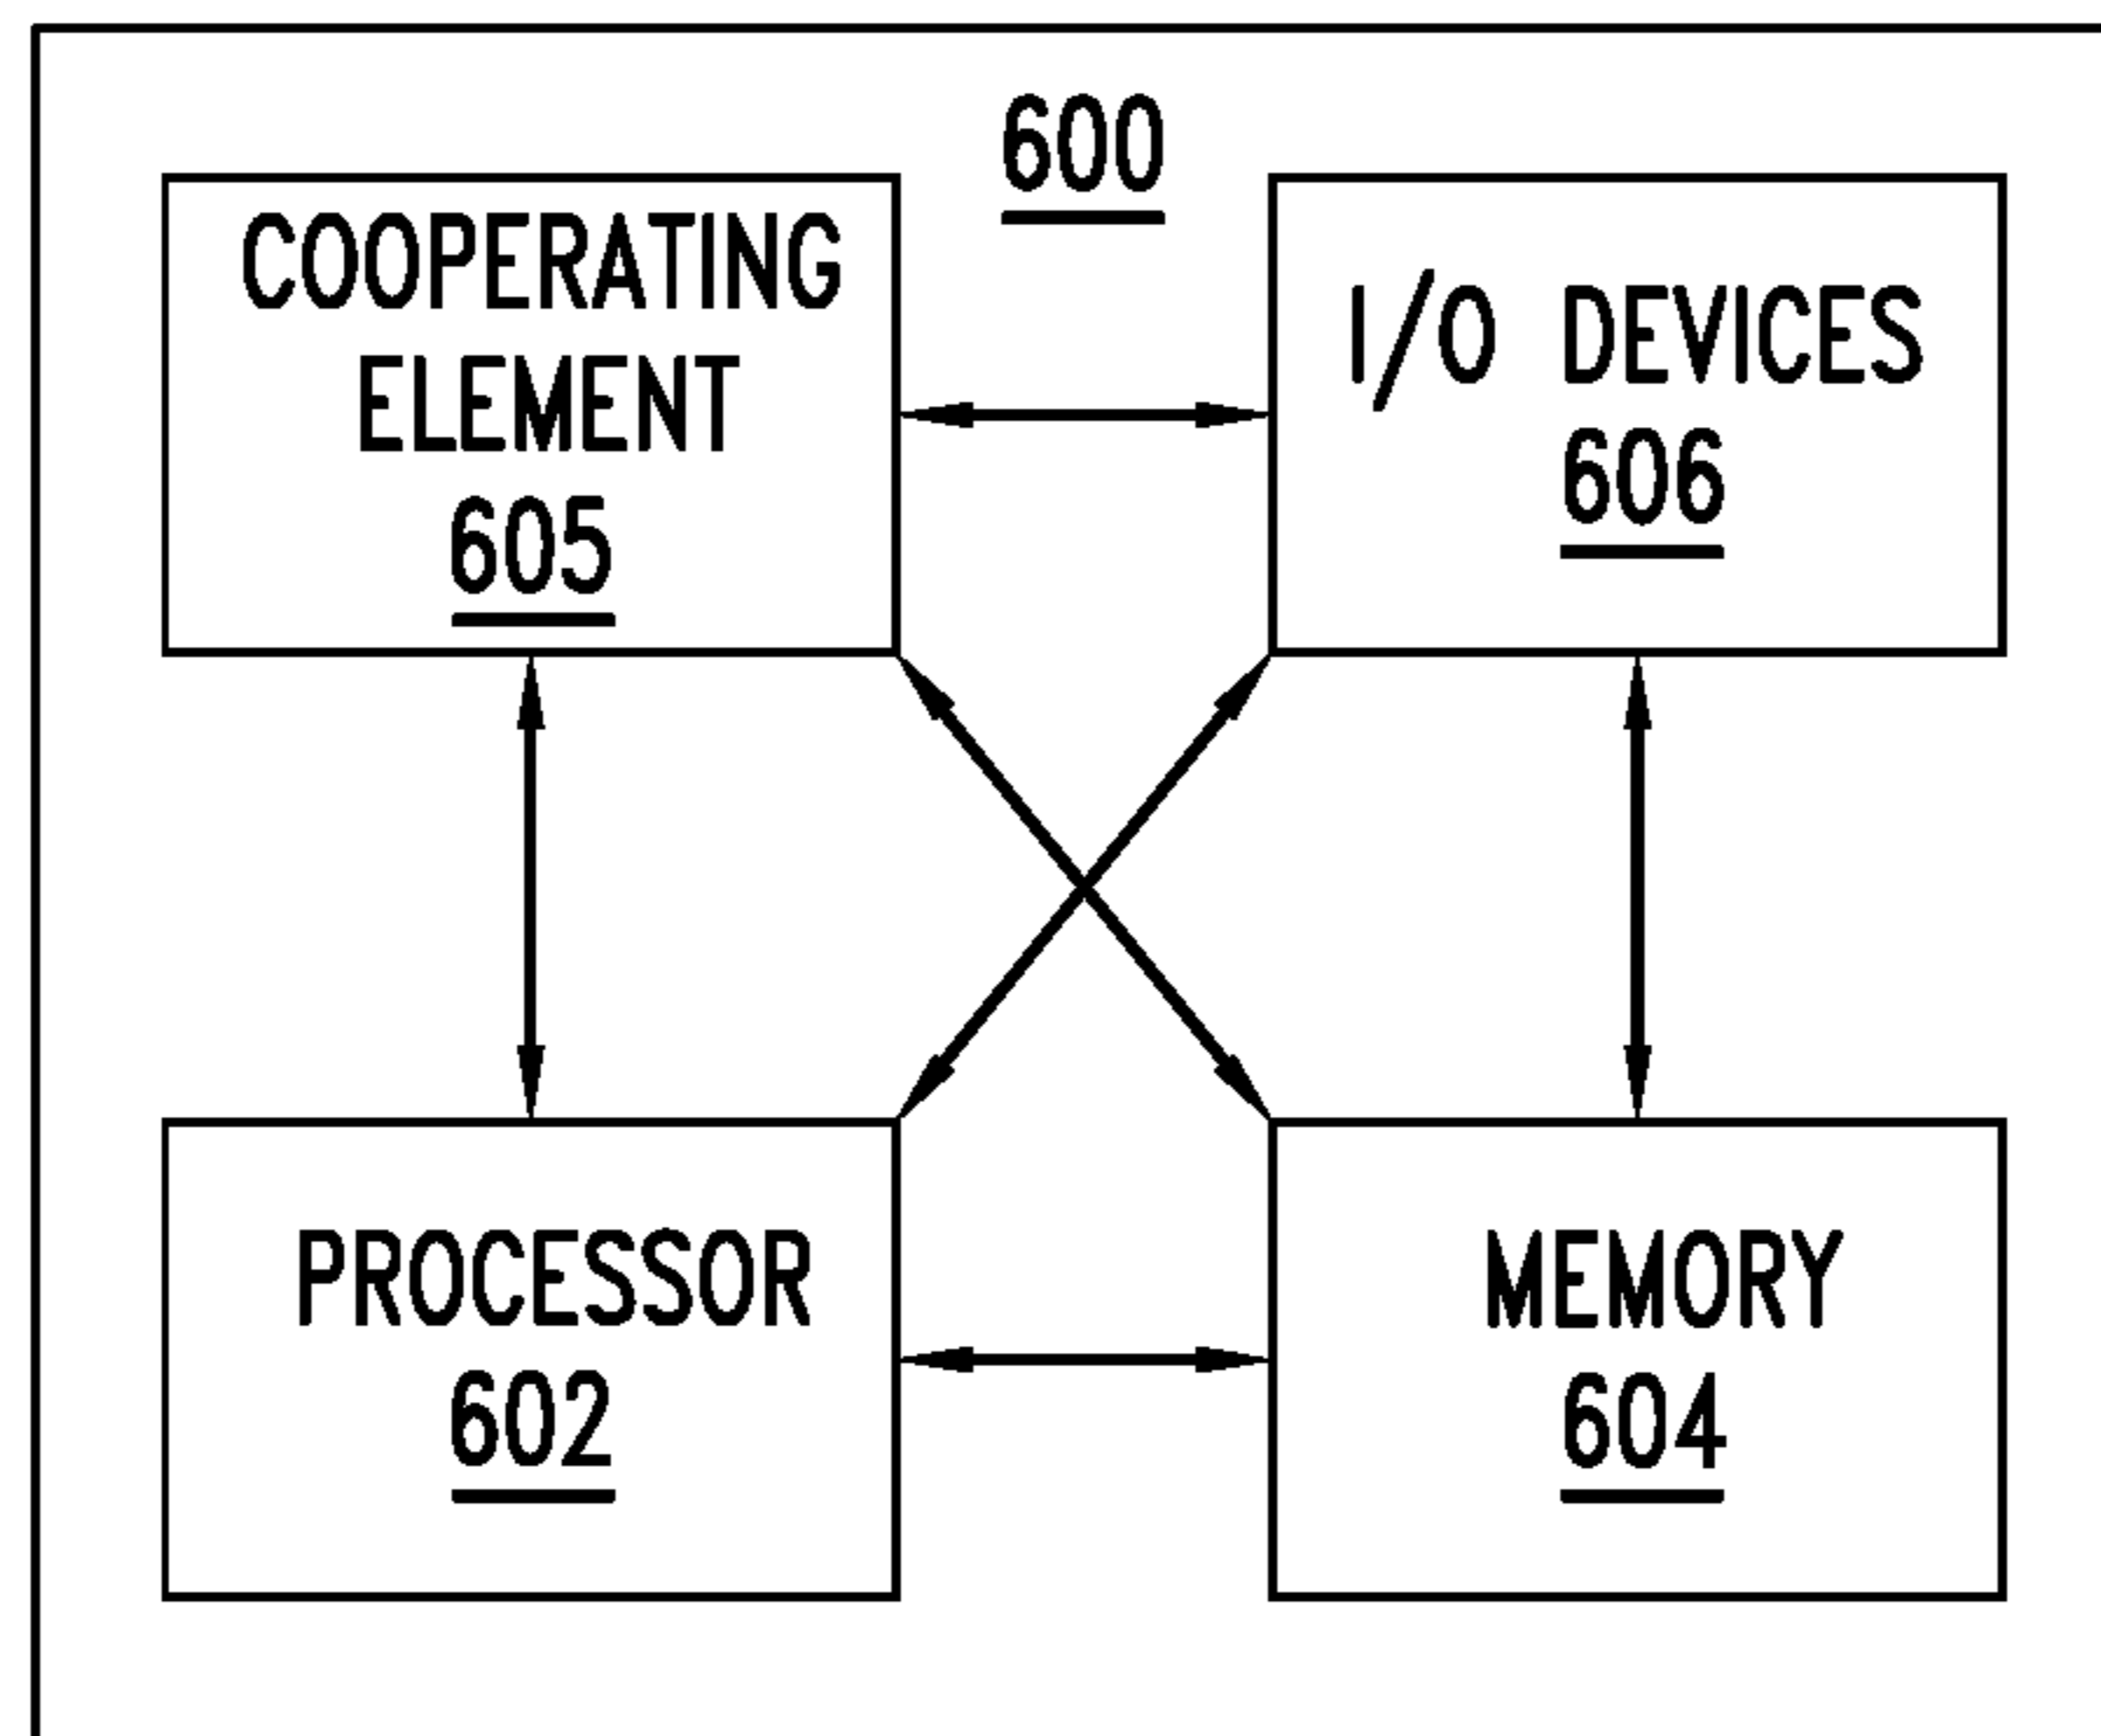 600
COOPERATING
ELEMENT
605
I/O DEVICES
606
PROCESSOR
602
MEMORY
604